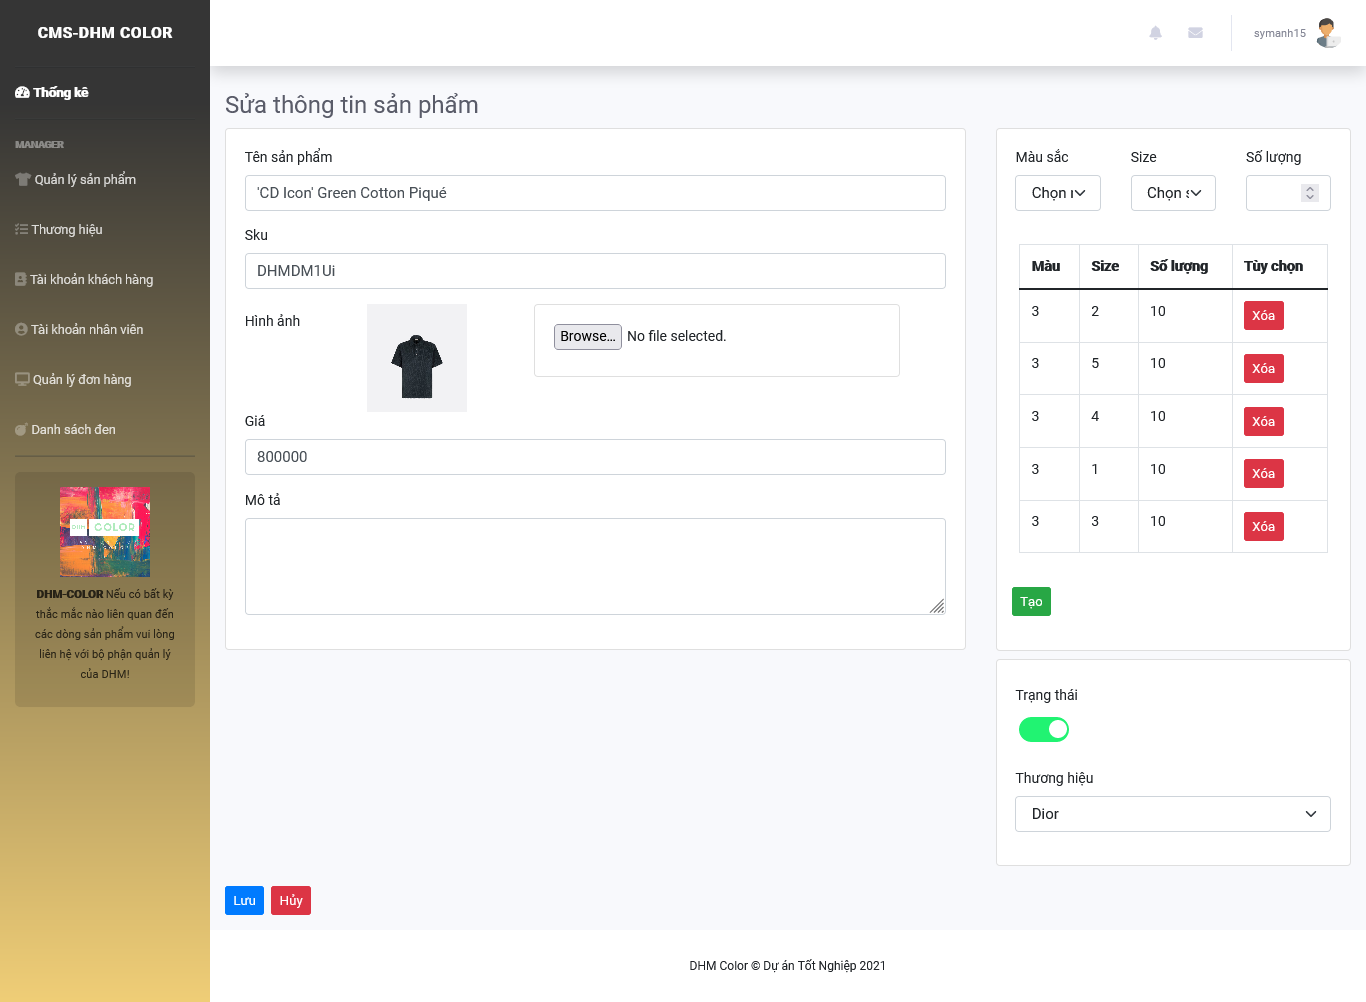 CMS-DHM COLOR
symanh15
Thống kê
MANAGER
Quản lý sản phẩm
Thương hiệu
Tài khoản khách hàng
Tài khoản nhân viên
Quản lý đơn hàng
Danh sách đen
DHM COLOR
DHM-COLOR Nếu có bất kỳ
thắc mắc nào liên quan đến
các dòng sản phẩm vui lòng
liên hệ với bộ phận quản lý
của DHM!
Sửa thông tin sản phẩm
Tên sản phẩm
'CD Icon' Green Cotton Piqué
Sku
DHMDM1Ui
Hình ảnh
Browse... No file selected.
Giá
800000
Mô tả
Màu sắc Size Số lượng
Chọn Chọn
Màu Size Số lượng Tùy chọn
3 2 10 Xóa
3 5 10 Xóa
3 4 10 Xóa
3 1 10 Xóa
3 3 10 Xóa
Tạo
Trạng thái
Thương hiệu
Dior
Lưu Hủy
DHM Color © Dự án Tốt Nghiệp 2021